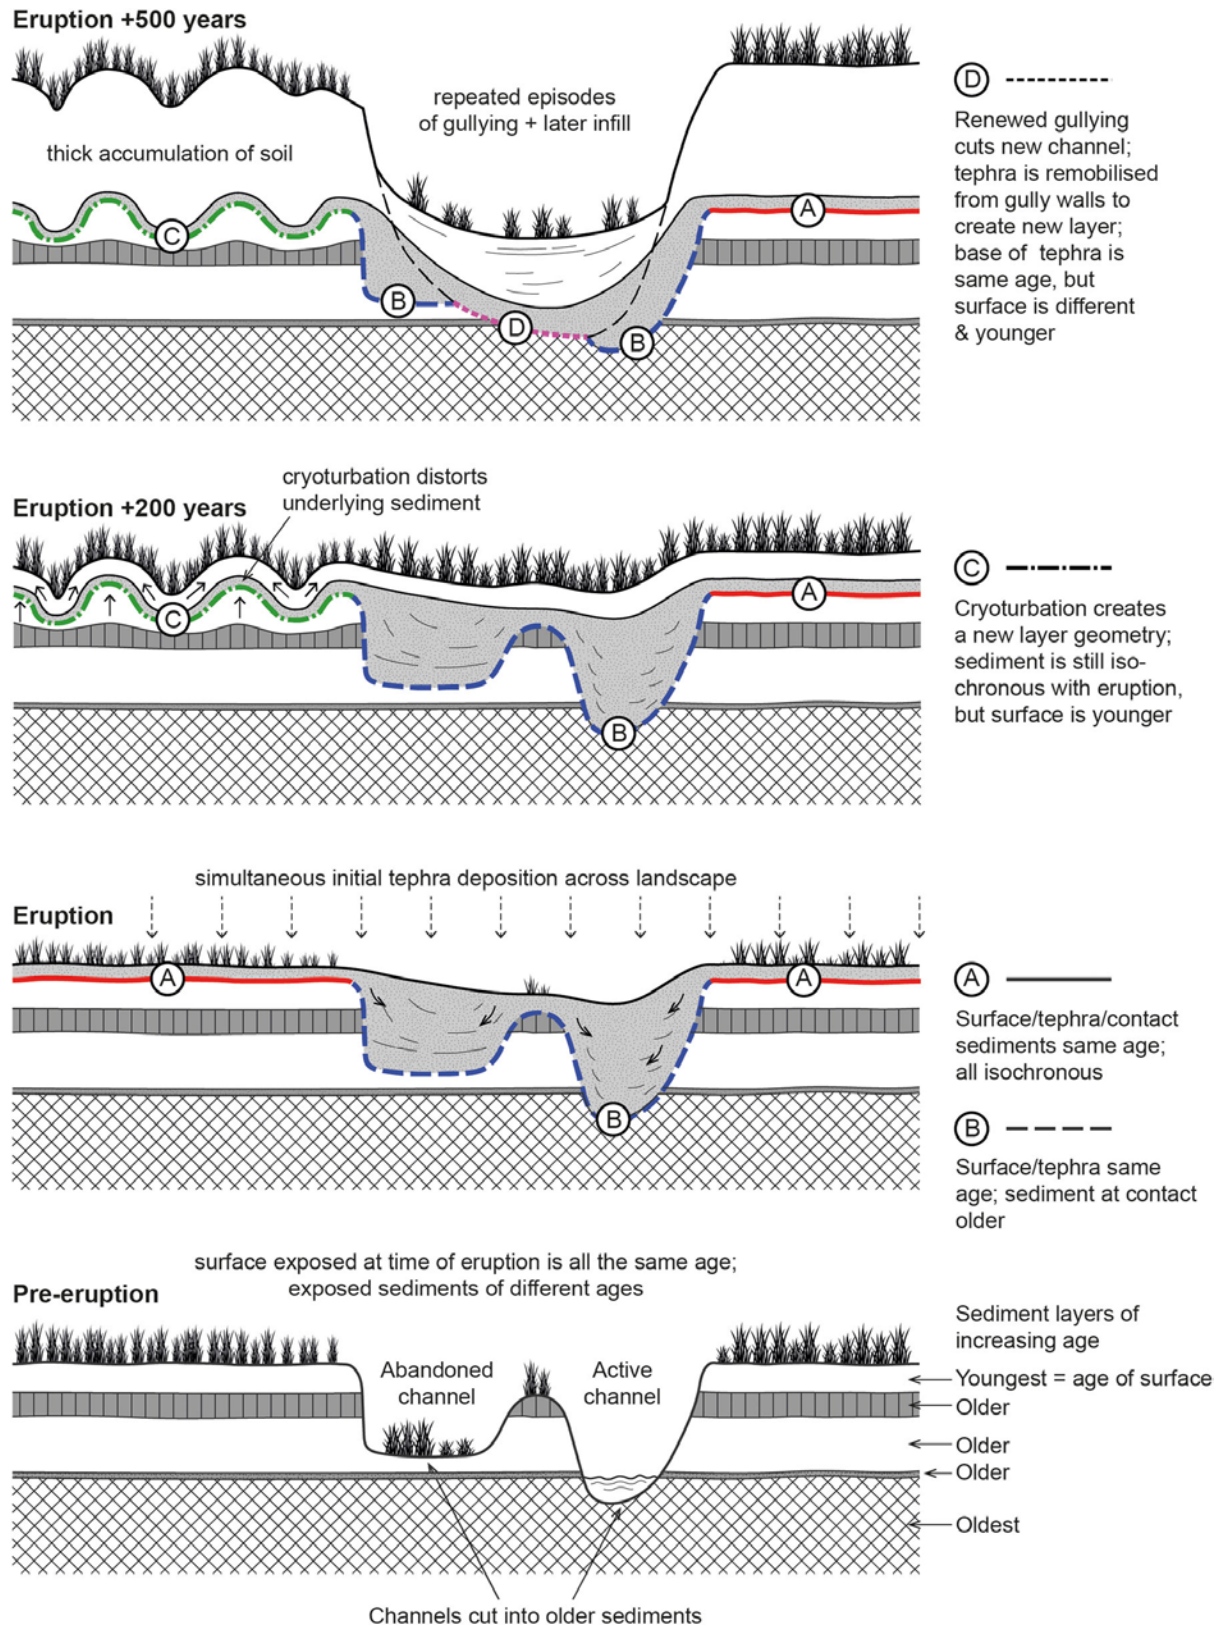 Eruption +500 years
repeated episodes
of gullying + later infill
thick accumulation of soil
A
C
B
D
B
D
Renewed gullying
cuts new channel;
tephra is remobilised
from gully walls to
create new layer;
base of tephra is
same age, but
surface is different
& younger
Eruption +200 years
cryoturbation distorts
underlying sediment
A
C
B
C
Cryoturbation creates
a new layer geometry;
sediment is still iso-
chronous with eruption,
but surface is younger
simultaneous initial tephra deposition across landscape
Eruption
A
A
B
A
Surface/tephra/contact
sediments same age;
all isochronous
B
Surface/tephra same
age; sediment at contact
older
surface exposed at time of eruption is all the same age;
exposed sediments of different ages
Pre-eruption
Abandoned
channel
Active
channel
Sediment layers of
increasing age
Youngest = age of surface
Older
Older
Older
Oldest
Channels cut into older sediments